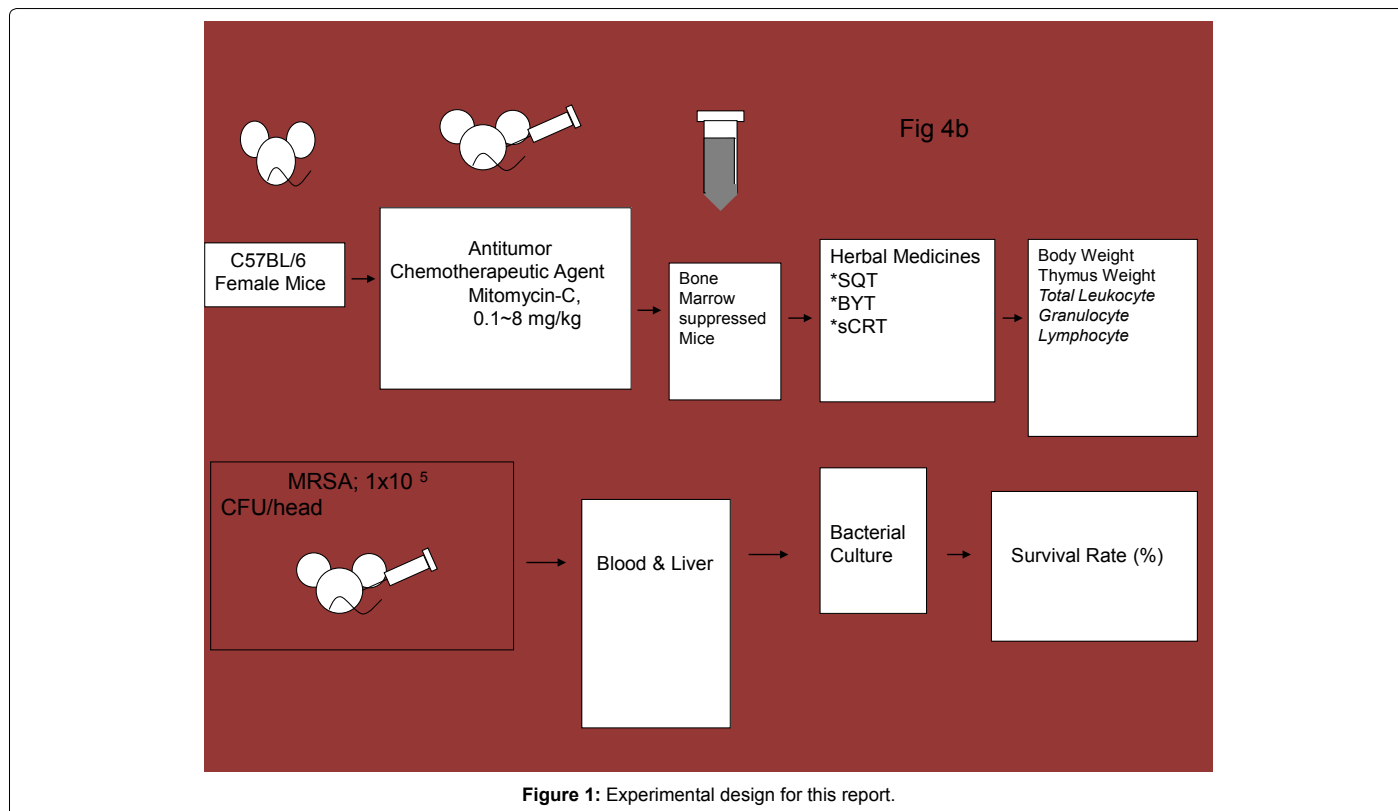 Fig 4b
C57BL/6
Female Mice
Antitumor
Chemotherapeutic Agent
Mitomycin-C,
0.1~8 mg/kg
Bone
Marrow
suppressed
Mice
Herbal Medicines
*SQT
*BYT
*sCRT
Body Weight
Thymus Weight
Total Leukocyte
Granulocyte
Lymphocyte
MRSA; 1x10 ⁵
CFU/head
Blood & Liver
Bacterial
Culture
Survival Rate (%)
Figure 1: Experimental design for this report.